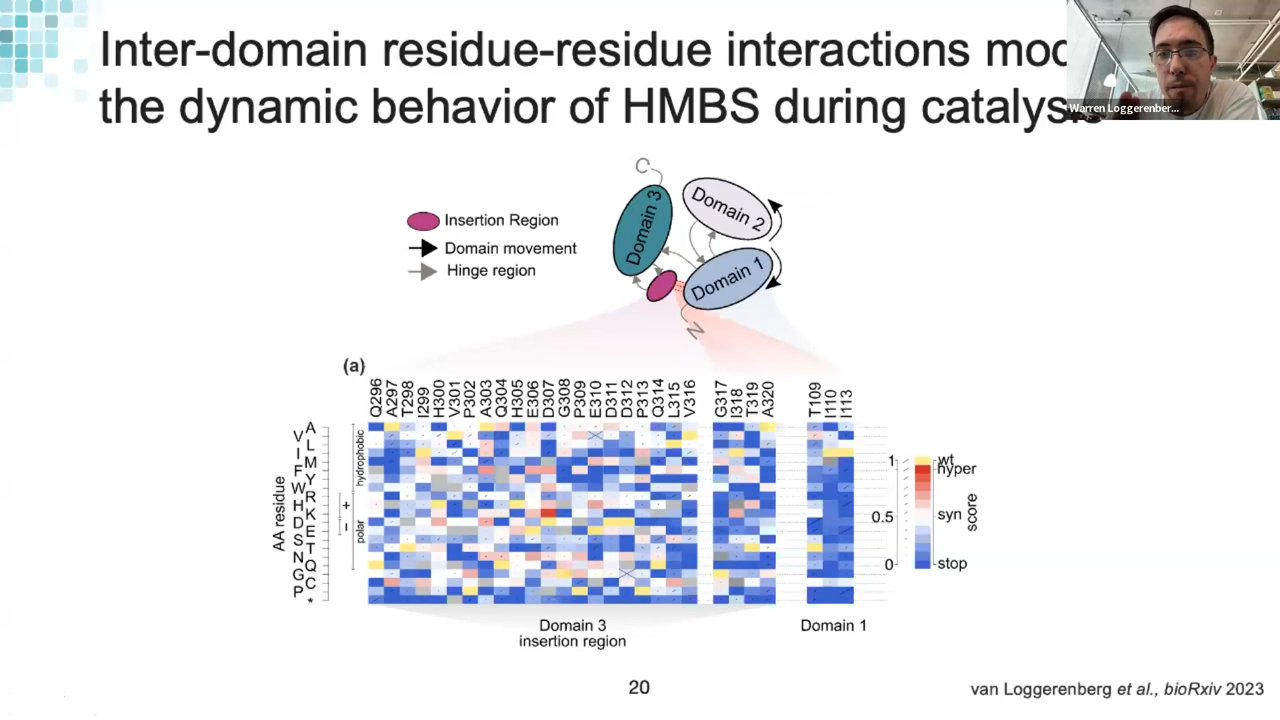 Inter-domain residue-residue interactions
the dynamic behavior of HMBS during
Warren Loggerenber...
C
Domain 3
Domain 2
Domain 1
N
Insertion Region
Domain movement
Hinge region
(a)
Q296 A297 T298 I299 H300 V301 P302 A303 Q304 H305 E306 D307 G308 P309 E310 D311 D312 P313 Q314 L315 V316 G317 I318 T319 A320 T109 I110 I113
AA residue
A
V
L
I
M
F
Y
W
R
H
K
D
E
S
T
N
Q
G
C
P
*
hydrophobic
+
-
polar
1
0.5
0
wt
hyper
syn
stop
score
Domain 3
insertion region
Domain 1
20
van Loggerenberg et al., bioRxiv 2023